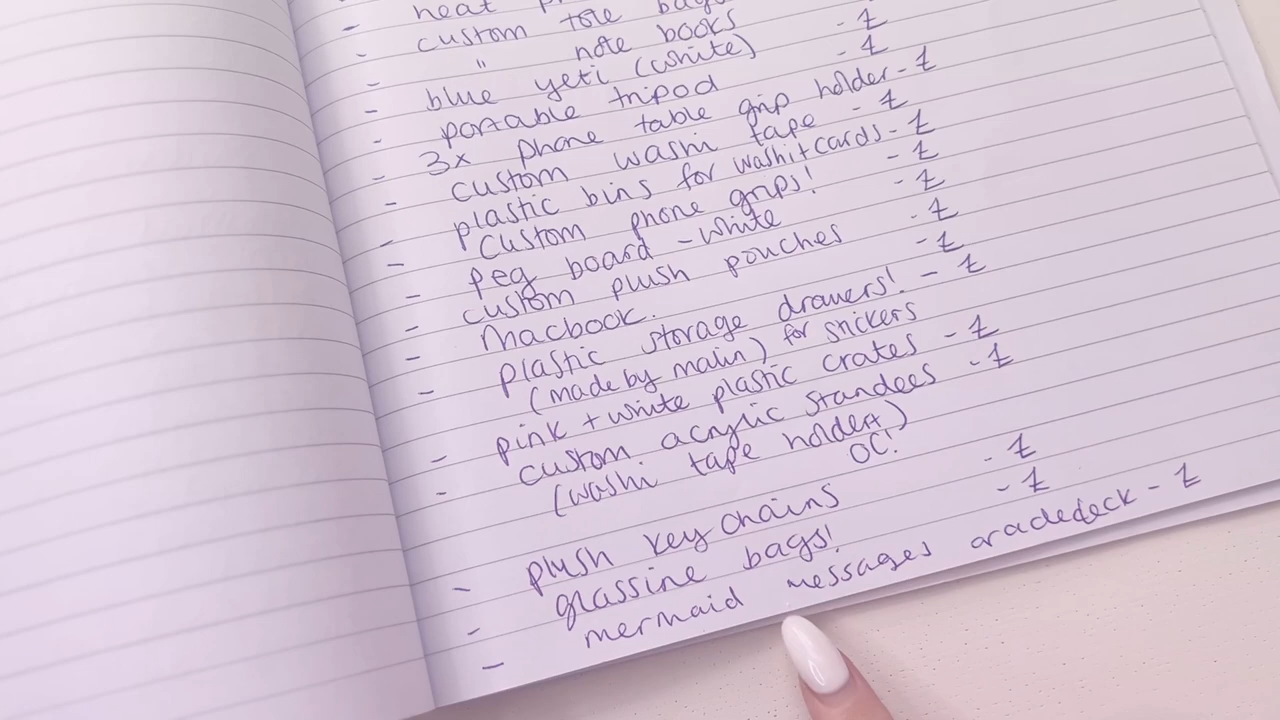 - heat
- custom tote bags
- " note books - £
- blue yeti (white) - £
- portable tripod
- 3x phone table grip holder - £
- custom washi tape - £
- plastic bins for washi + cards - £
- custom phone grips! - £
- peg board - white - £
- custom plush pouches - £
- Macbook. - £
- plastic storage drawers! - £
(made by main) for stickers
- pink + white plastic crates - £
- custom acrylic standees - £
(washi tape holder)
OC!
- plush keychains - £
- glassine bags! - £
- mermaid messages oracledeck - £